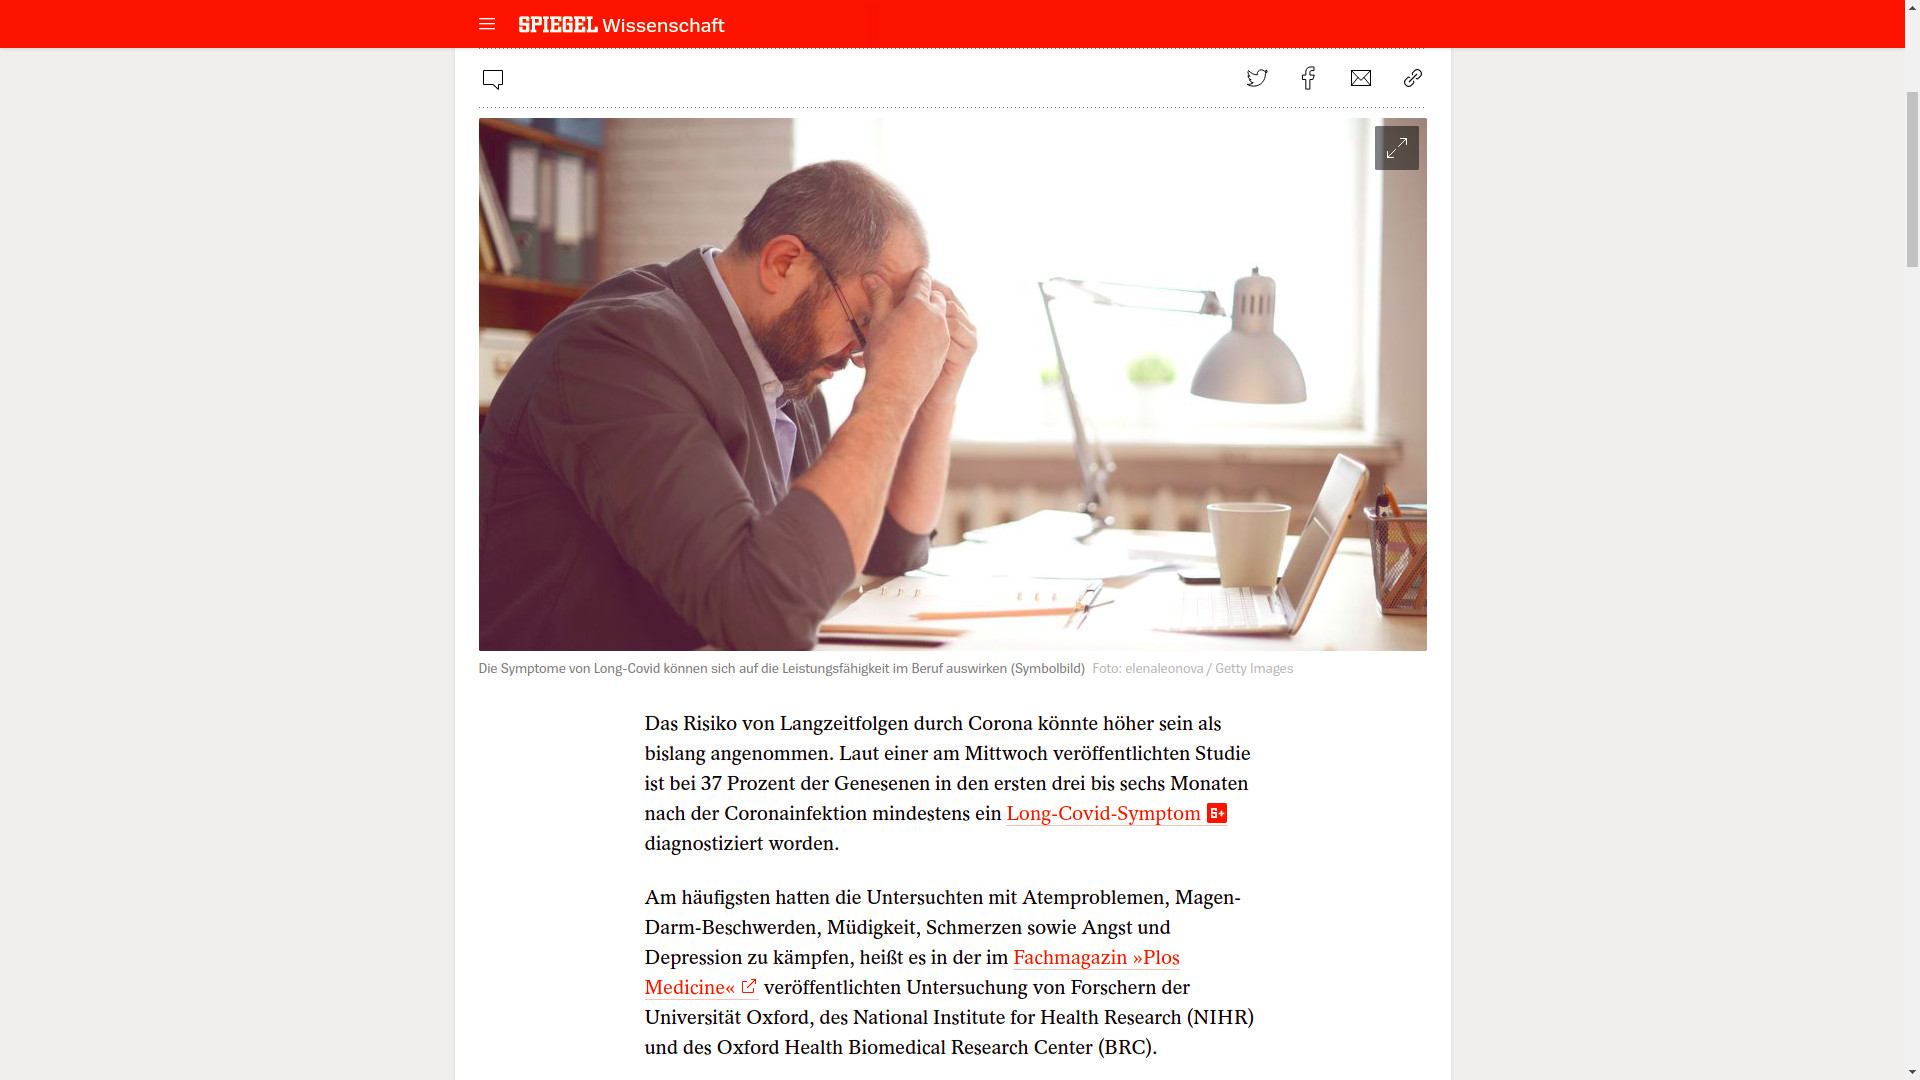 SPIEGEL Wissenschaft
Die Symptome von Long-Covid können sich auf die Leistungsfähigkeit im Beruf auswirken (Symbolbild) Foto: elenaleonova / Getty Images
Das Risiko von Langzeitfolgen durch Corona könnte höher sein als
bislang angenommen. Laut einer am Mittwoch veröffentlichten Studie
ist bei 37 Prozent der Genesenen in den ersten drei bis sechs Monaten
nach der Coronainfektion mindestens ein Long-Covid-Symptom S+
diagnostiziert worden.
Am häufigsten hatten die Untersuchten mit Atemproblemen, Magen-
Darm-Beschwerden, Müdigkeit, Schmerzen sowie Angst und
Depression zu kämpfen, heißt es in der im Fachmagazin »Plos
Medicine« veröffentlichten Untersuchung von Forschern der
Universität Oxford, des National Institute for Health Research (NIHR)
und des Oxford Health Biomedical Research Center (BRC).